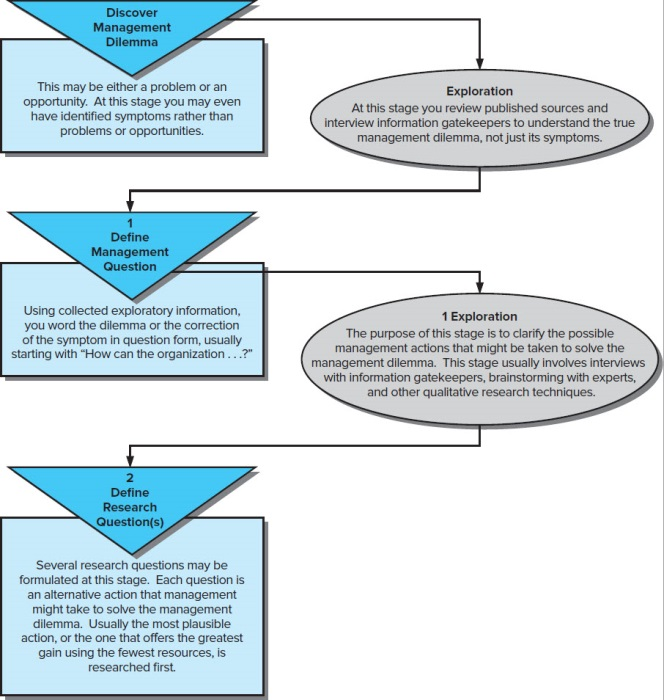 Discover
Management
Dilemma
This may be either a problem or an
opportunity. At this stage you may even
have identified symptoms rather than
problems or opportunities.
Exploration
At this stage you review published sources and
interview information gatekeepers to understand the true
management dilemma, not just its symptoms.
1
Define
Management
Question
Using collected exploratory information,
you word the dilemma or the correction
of the symptom in question form, usually
starting with “How can the organization . . .?”
1 Exploration
The purpose of this stage is to clarify the possible
management actions that might be taken to solve the
management dilemma. This stage usually involves interviews
with information gatekeepers, brainstorming with experts,
and other qualitative research techniques.
2
Define
Research
Question(s)
Several research questions may be
formulated at this stage. Each question is
an alternative action that management
might take to solve the management
dilemma. Usually the most plausible
action, or the one that offers the greatest
gain using the fewest resources, is
researched first.